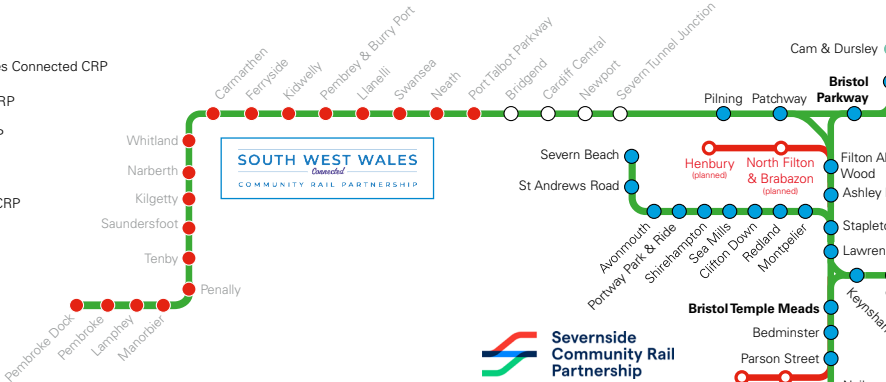 Cam & Dursley
es Connected CRP
RP
CRP
Carmarthen
Ferryside
Kidwelly
Pembrey & Burry Port
Llanelli
Swansea
Neath
Port Talbot Parkway
Bridgend
Cardiff Central
Newport
Severn Tunnel Junction
Pilning
Patchway
Bristol
Parkway
Whitland
Narberth
Kilgetty
Saundersfoot
Tenby
Penally
Pembroke Dock
Pembroke
Lamphey
Manorbier
SOUTH WEST WALES
Connected
COMMUNITY RAIL PARTNERSHIP
Severn Beach
St Andrews Road
Henbury
(planned)
North Filton
& Brabazon
(planned)
Filton Ab
Wood
Ashley
Avonmouth
Portway Park & Ride
Shirehampton
Sea Mills
Clifton Down
Redland
Montpelier
Stapleto
Lawren
Keynsham
Bristol Temple Meads
Bedminster
Parson Street
Severnside
Community Rail
Partnership